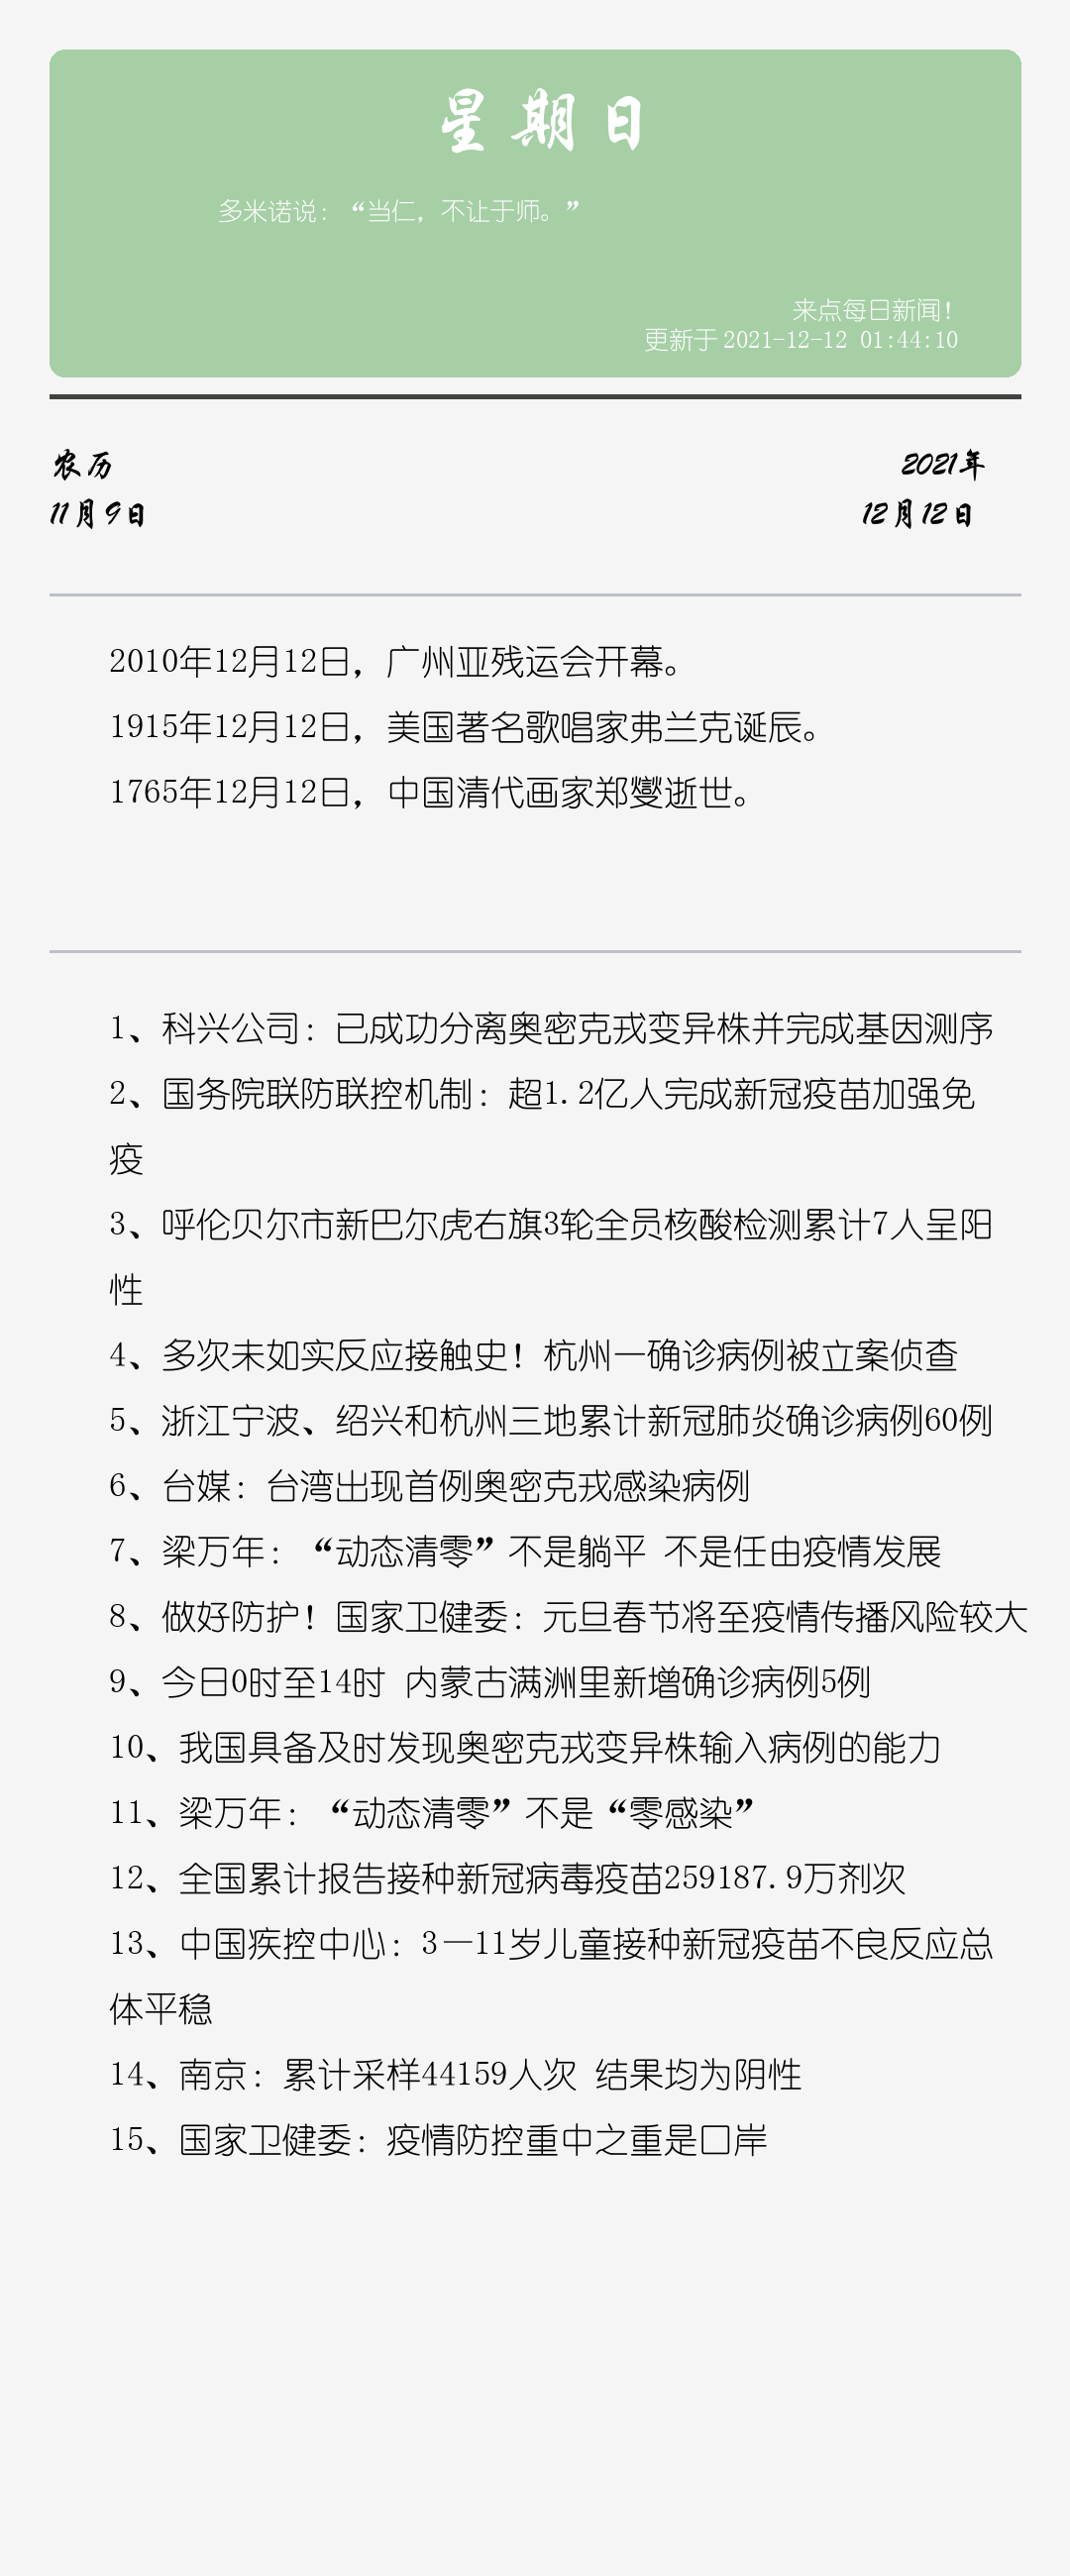 星期日
多米诺说：“当仁，不让于师。”
来点每日新闻！
更新于 2021-12-12 01:44:10
农历
2021年
11月9日
12月12日
2010年12月12日，广州亚残运会开幕。
1915年12月12日，美国著名歌唱家弗兰克诞辰。
1765年12月12日，中国清代画家郑燮逝世。
1、科兴公司：已成功分离奥密克戎变异株并完成基因测序
2、国务院联防联控机制：超1.2亿人完成新冠疫苗加强免
疫
3、呼伦贝尔市新巴尔虎右旗3轮全员核酸检测累计7人呈阳
性
4、多次未如实反应接触史！杭州一确诊病例被立案侦查
5、浙江宁波、绍兴和杭州三地累计新冠肺炎确诊病例60例
6、台媒：台湾出现首例奥密克戎感染病例
7、梁万年：“动态清零”不是躺平 不是任由疫情发展
8、做好防护！国家卫健委：元旦春节将至疫情传播风险较大
9、今日0时至14时 内蒙古满洲里新增确诊病例5例
10、我国具备及时发现奥密克戎变异株输入病例的能力
11、梁万年：“动态清零”不是“零感染”
12、全国累计报告接种新冠病毒疫苗259187.9万剂次
13、中国疾控中心：3—11岁儿童接种新冠疫苗不良反应总
体平稳
14、南京：累计采样44159人次 结果均为阴性
15、国家卫健委：疫情防控重中之重是口岸